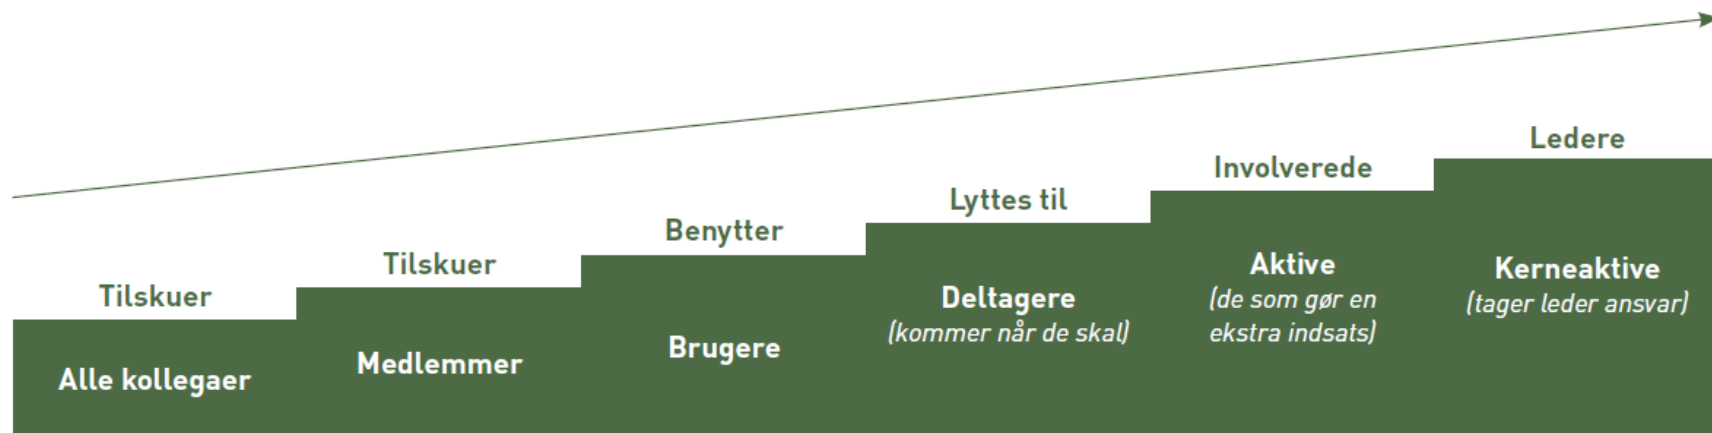 Tilskuer
Alle kollegaer
Tilskuer
Medlemmer
Benytter
Brugere
Lyttes til
Deltagere
(kommer når de skal)
Involverede
Aktive
(de som gør en
ekstra indsats)
Ledere
Kerneaktive
(tager leder ansvar)